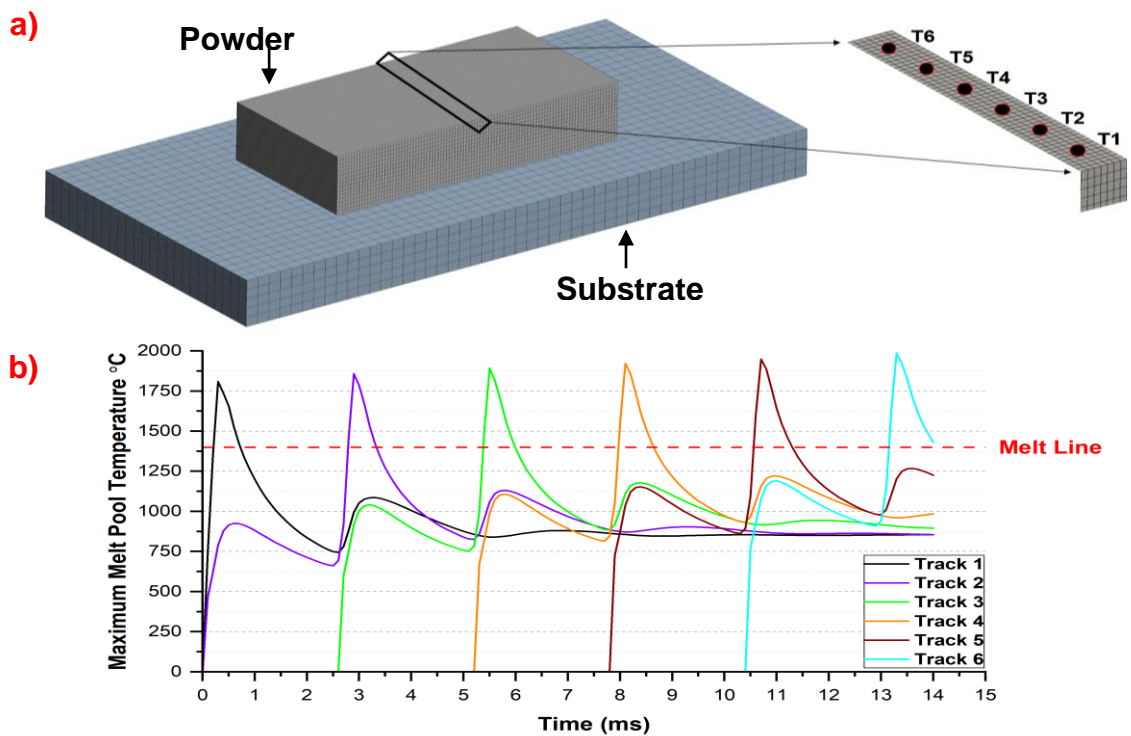 a)
Powder
T6
T5
T4
T3
T2
T1
Substrate
b)
Maximum Melt Pool Temperature °C
2000
1750
1500
1250
1000
750
500
250
0
Melt Line
Track 1
Track 2
Track 3
Track 4
Track 5
Track 6
0 1 2 3 4 5 6 7 8 9 10 11 12 13 14 15
Time (ms)